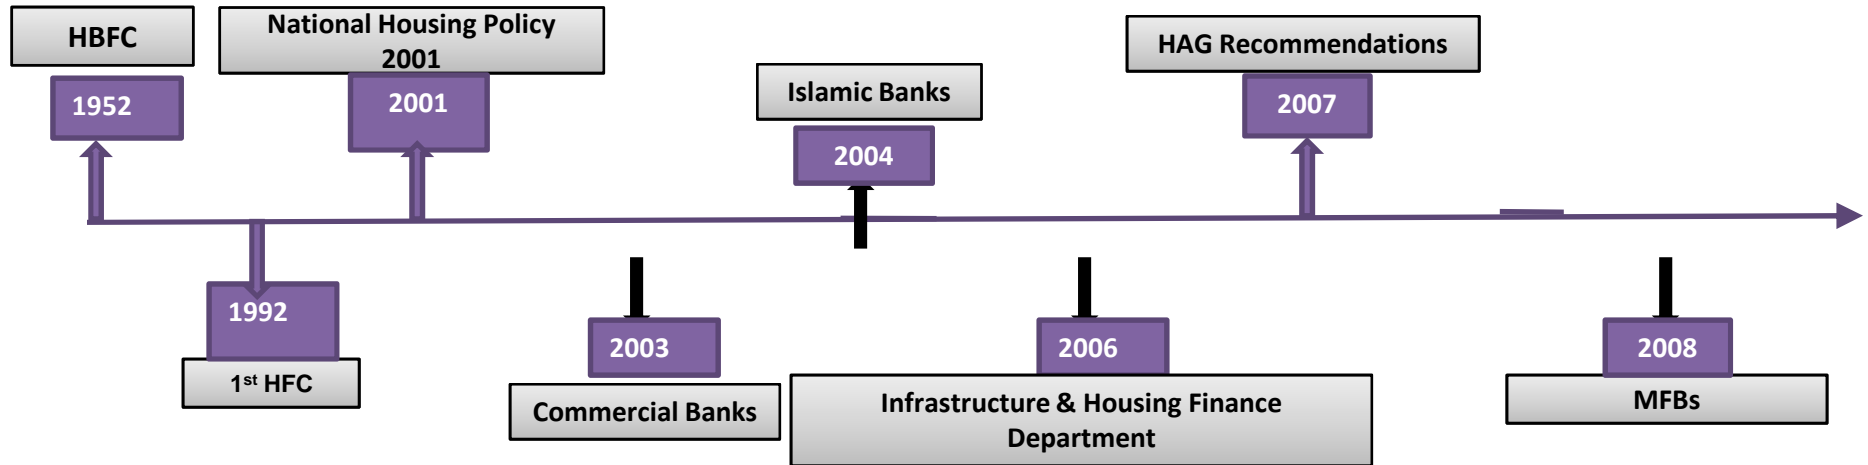 HBFC
1952
National Housing Policy
2001
2001
Islamic Banks
2004
HAG Recommendations
2007
1992
1st HFC
2003
Commercial Banks
2006
Infrastructure & Housing Finance
Department
2008
MFBs